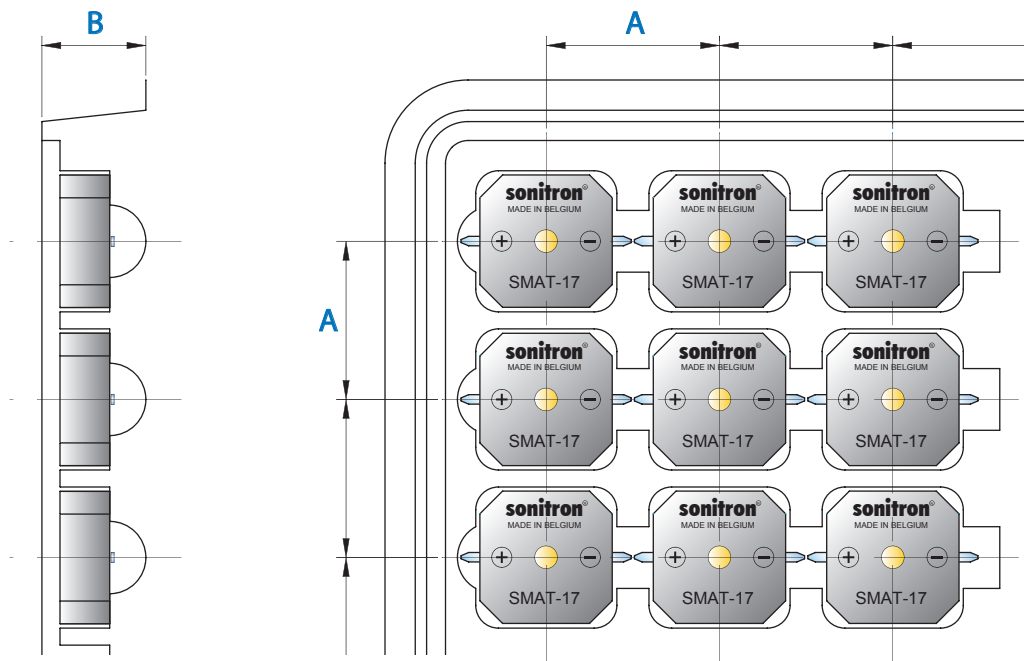 B
A
A
sonitron®
MADE IN BELGIUM
+ −
SMAT-17
sonitron®
MADE IN BELGIUM
+ −
SMAT-17
sonitron®
MADE IN BELGIUM
+ −
SMAT-17
sonitron®
MADE IN BELGIUM
+ −
SMAT-17
sonitron®
MADE IN BELGIUM
+ −
SMAT-17
sonitron®
MADE IN BELGIUM
+ −
SMAT-17
sonitron®
MADE IN BELGIUM
+ −
SMAT-17
sonitron®
MADE IN BELGIUM
+ −
SMAT-17
sonitron®
MADE IN BELGIUM
+ −
SMAT-17